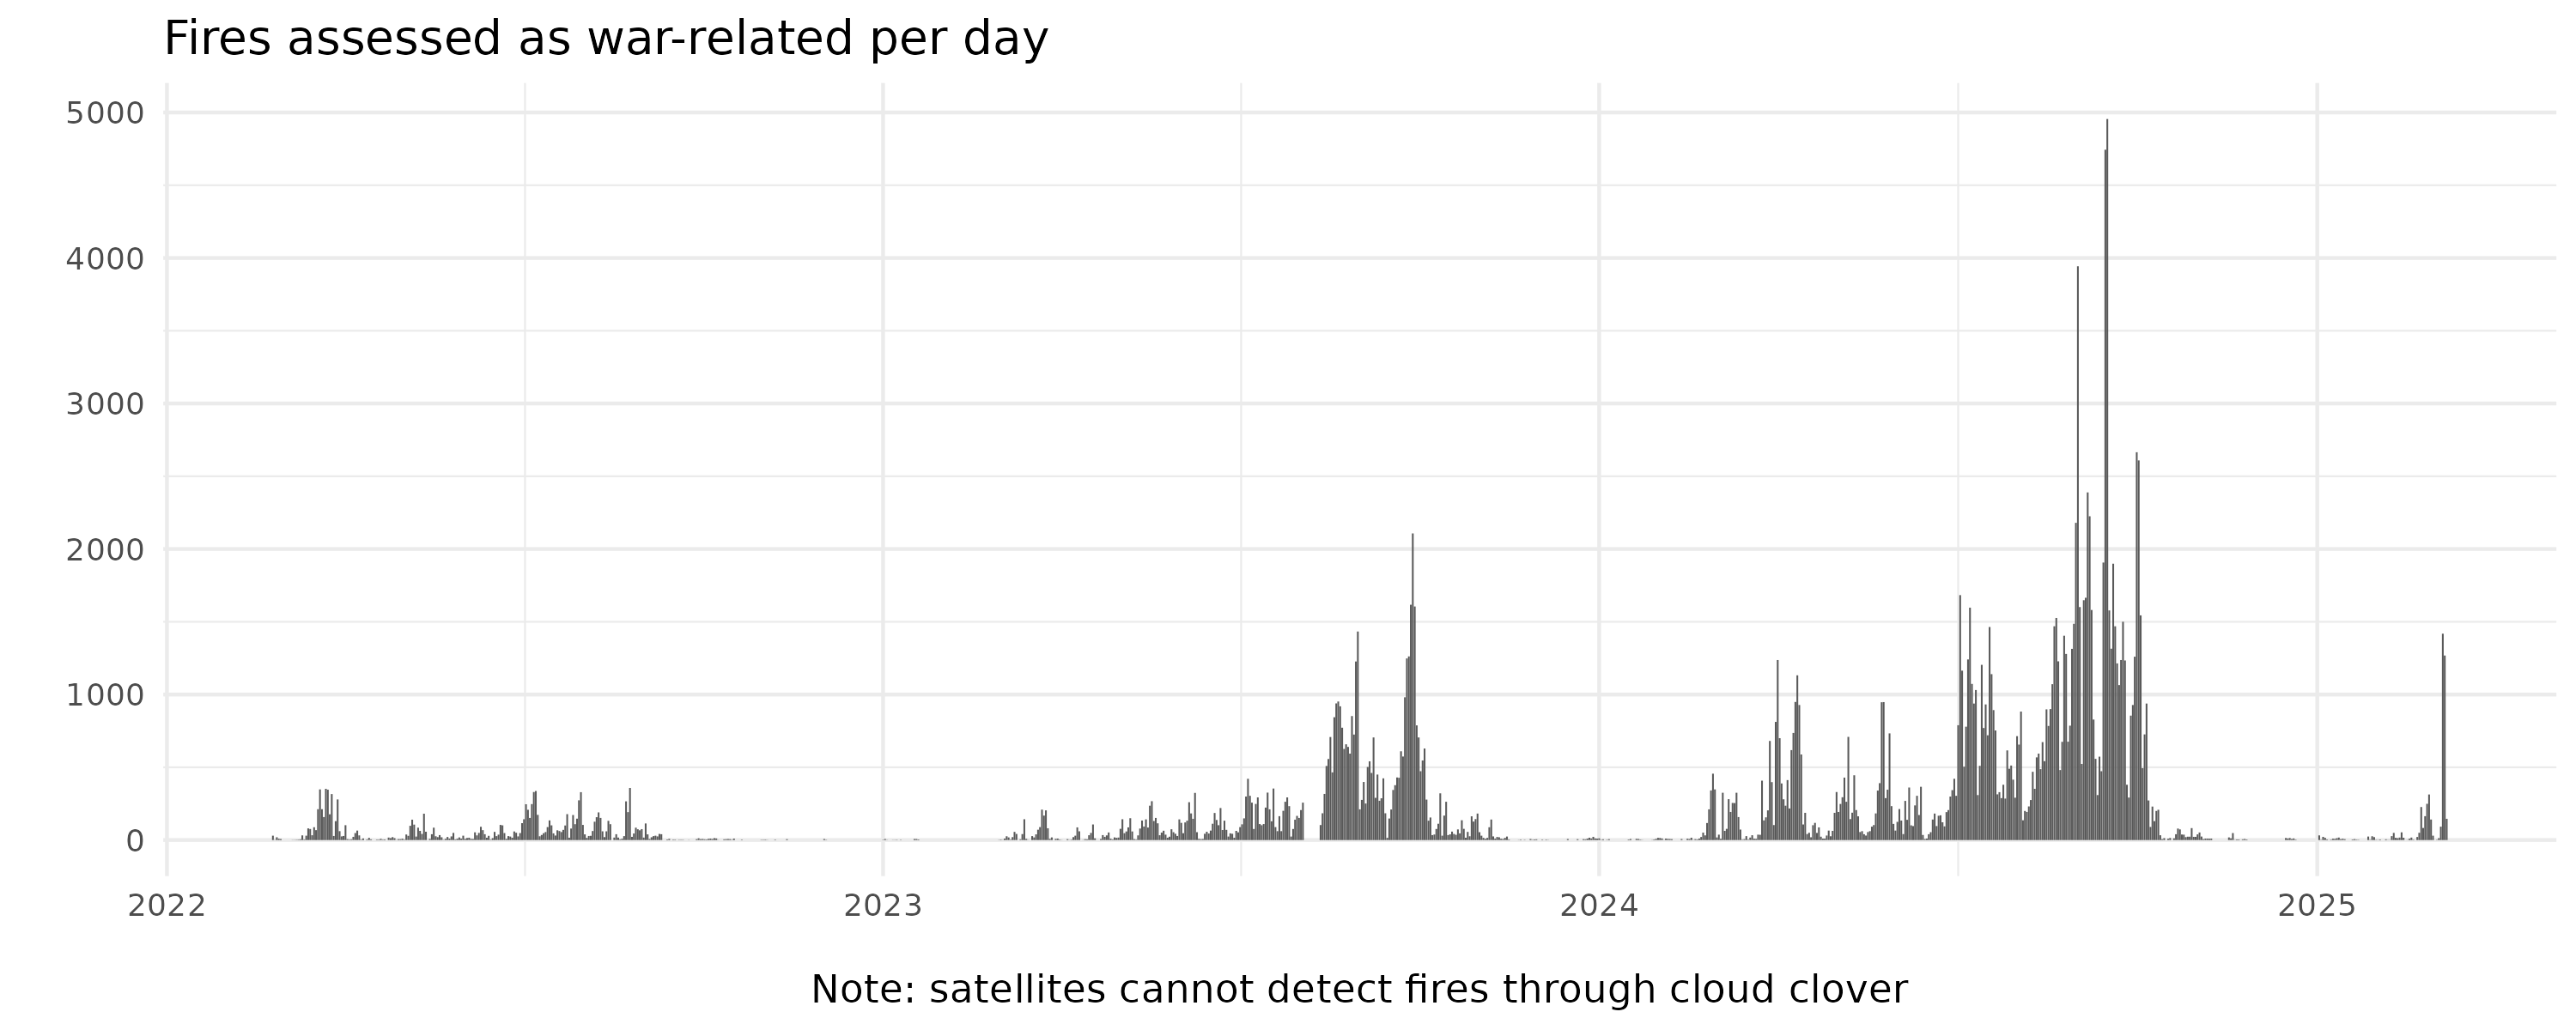 Fires assessed as war-related per day
5000
4000
3000
2000
1000
0
2022 2023 2024 2025
Note: satellites cannot detect fires through cloud clover